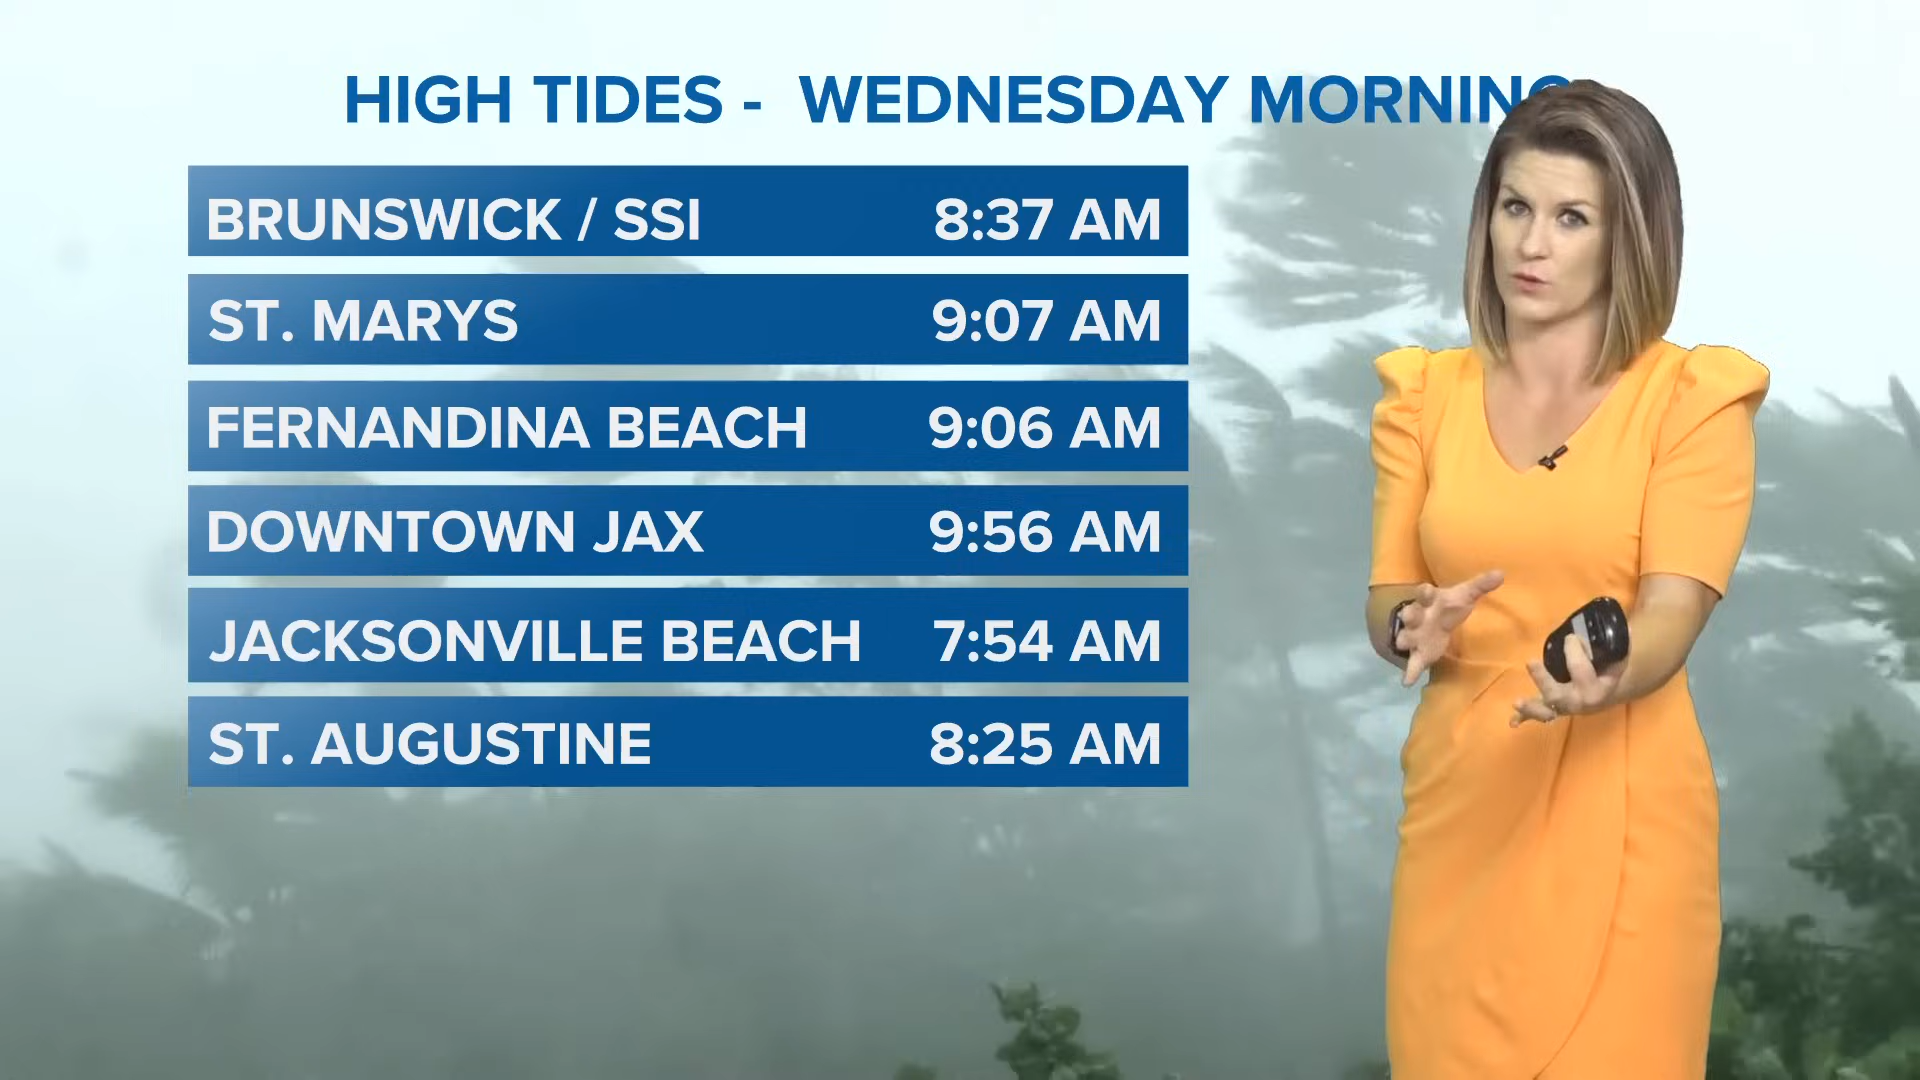 HIGH TIDES - WEDNESDAY MORNING
BRUNSWICK / SSI 8:37 AM
ST. MARYS 9:07 AM
FERNANDINA BEACH 9:06 AM
DOWNTOWN JAX 9:56 AM
JACKSONVILLE BEACH 7:54 AM
ST. AUGUSTINE 8:25 AM